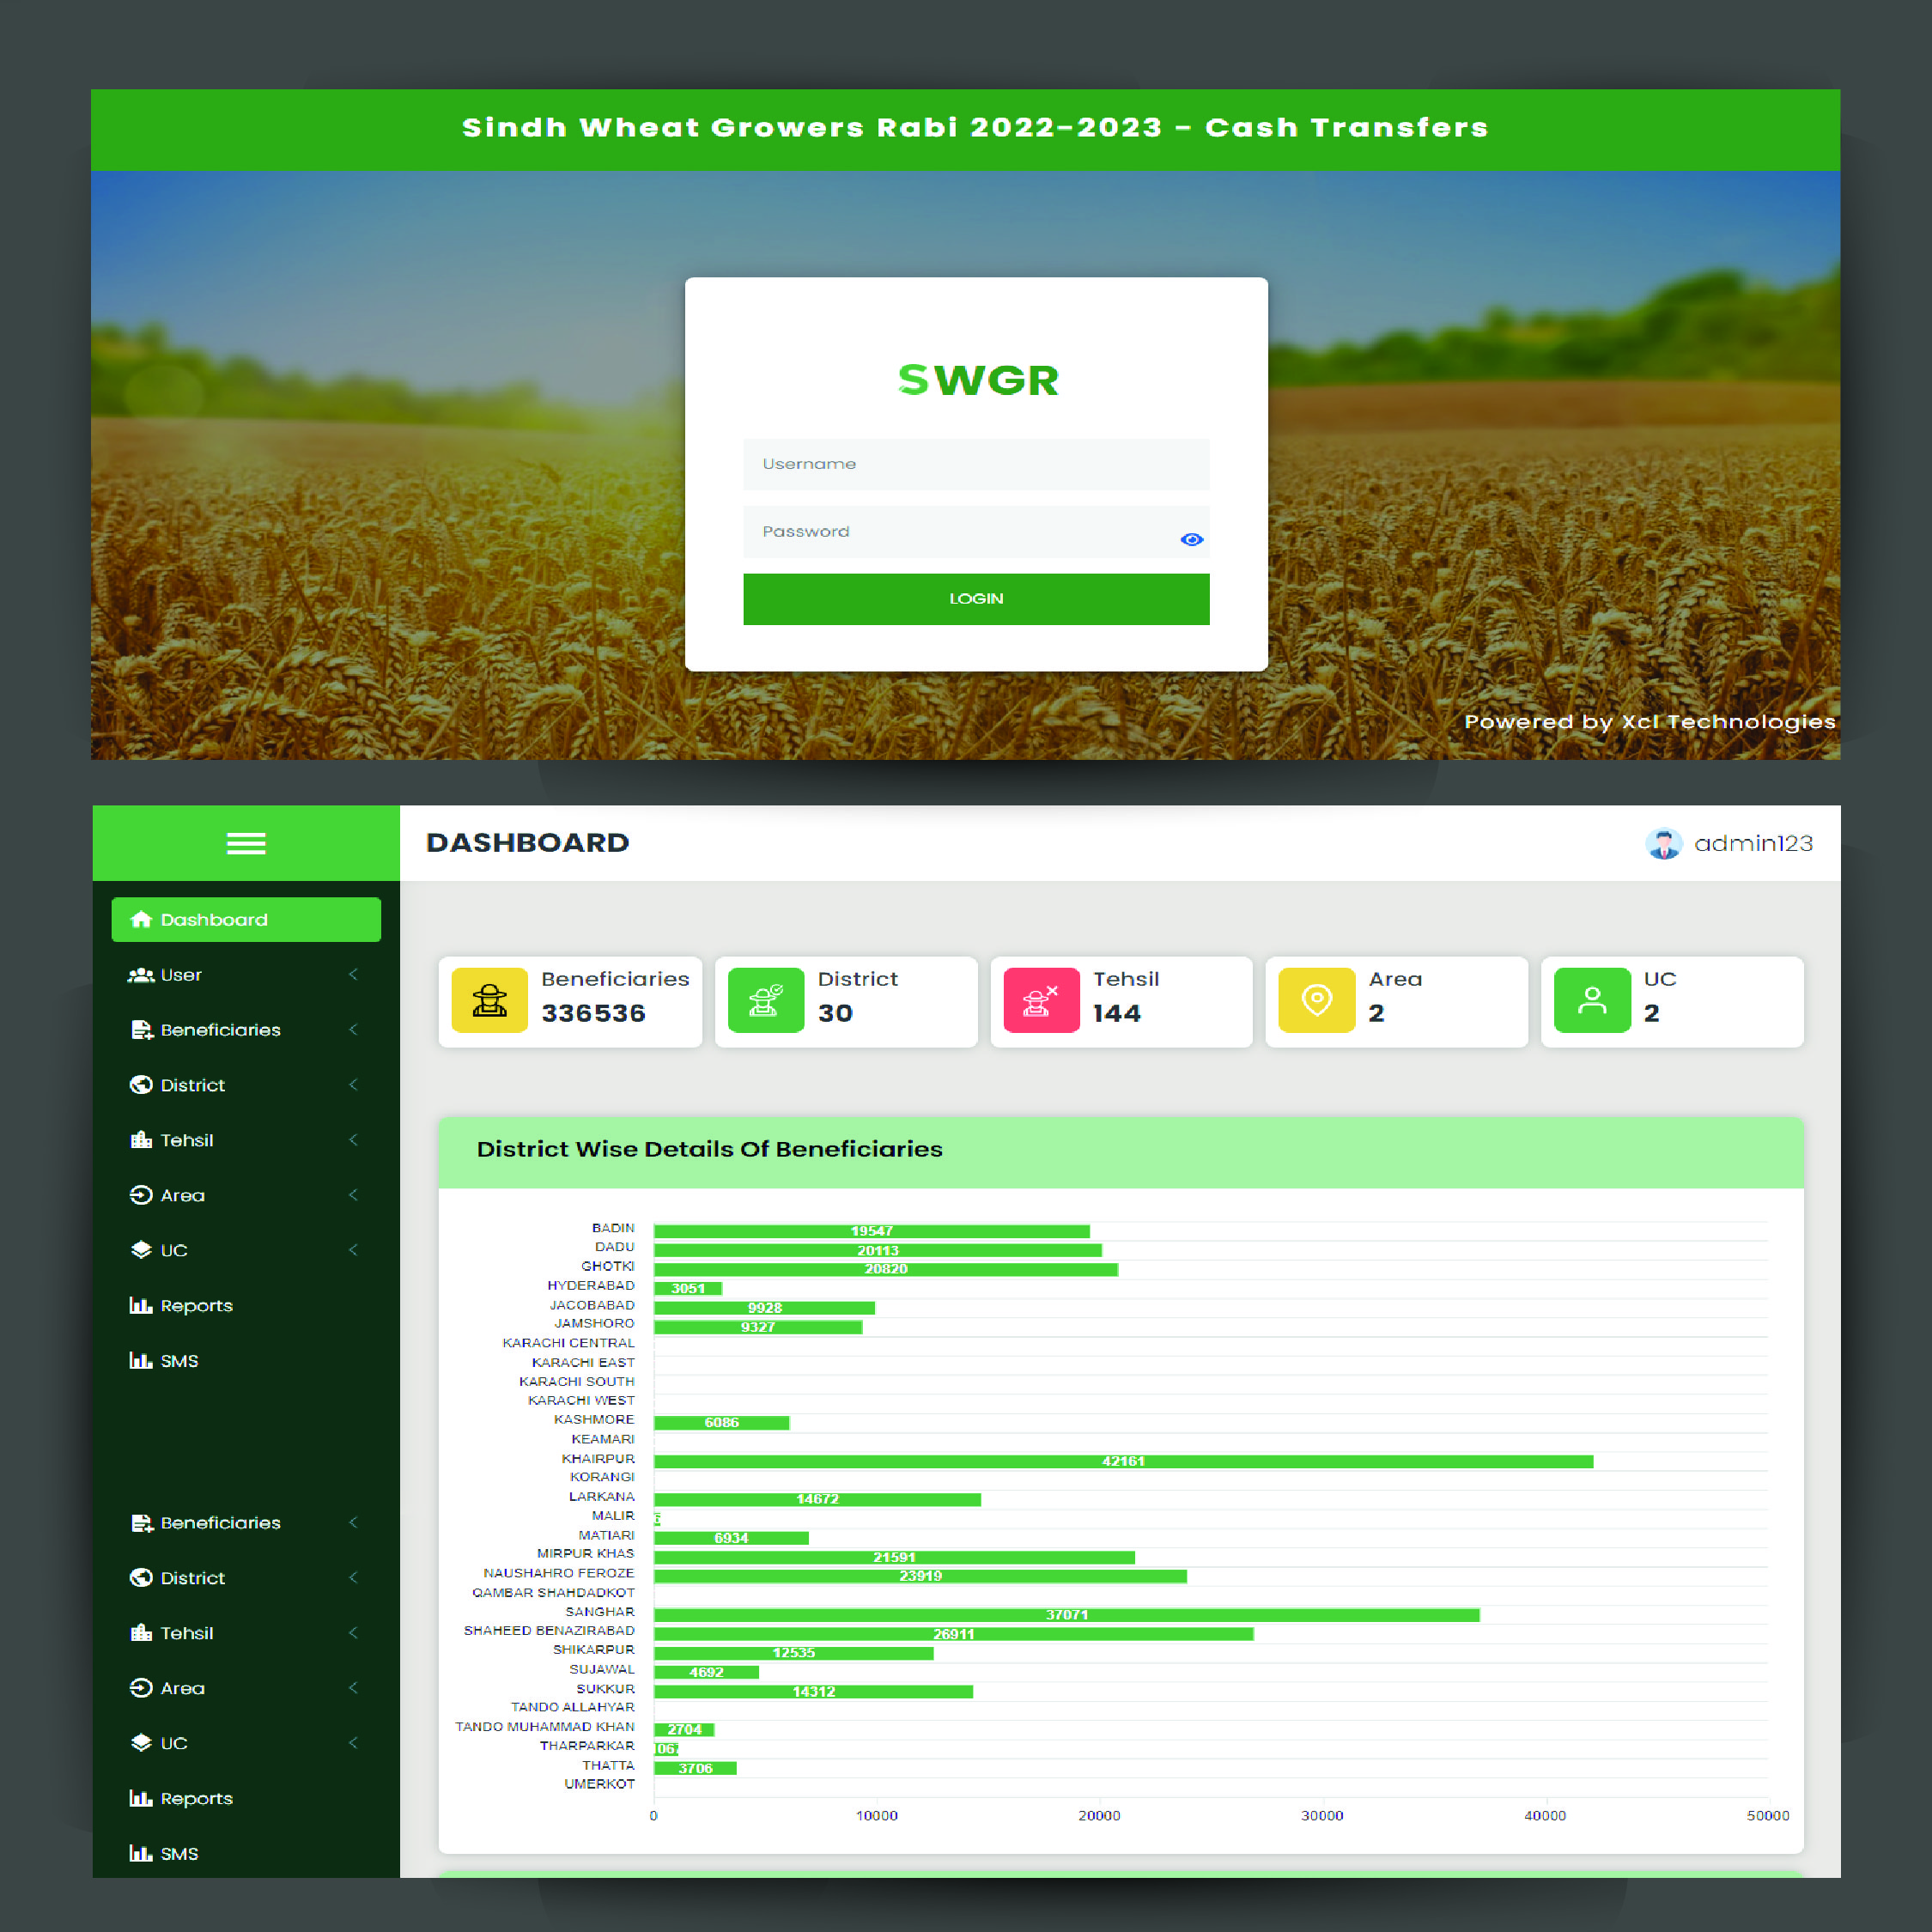 Sindh Wheat Growers Rabi 2022-2023 - Cash Transfers
SWGR
Username
Password
LOGIN
Powered by Xcl Technologies
DASHBOARD
admin123
Dashboard
User
Beneficiaries
District
Tehsil
Area
UC
Reports
SMS
Beneficiaries
District
Tehsil
Area
UC
Reports
SMS
Beneficiaries
336536
District
30
Tehsil
144
Area
2
UC
2
District Wise Details Of Beneficiaries
BADIN 19547
DADU 20113
GHOTKI 20820
HYDERABAD 3051
JACOBABAD 9928
JAMSHORO 9327
KARACHI CENTRAL
KARACHI EAST
KARACHI SOUTH
KARACHI WEST
KASHMORE 6086
KEAMARI
KHAIRPUR 42161
KORANGI
LARKANA 14672
MALIR
MATIARI 6934
MIRPUR KHAS 21591
NAUSHAHRO FEROZE 23919
QAMBAR SHAHDADKOT
SANGHAR 37071
SHAHEED BENAZIRABAD 26911
SHIKARPUR 12535
SUJAWAL 4692
SUKKUR 14312
TANDO ALLAHYAR
TANDO MUHAMMAD KHAN 2704
THARPARKAR
THATTA 3706
UMERKOT
0 10000 20000 30000 40000 50000